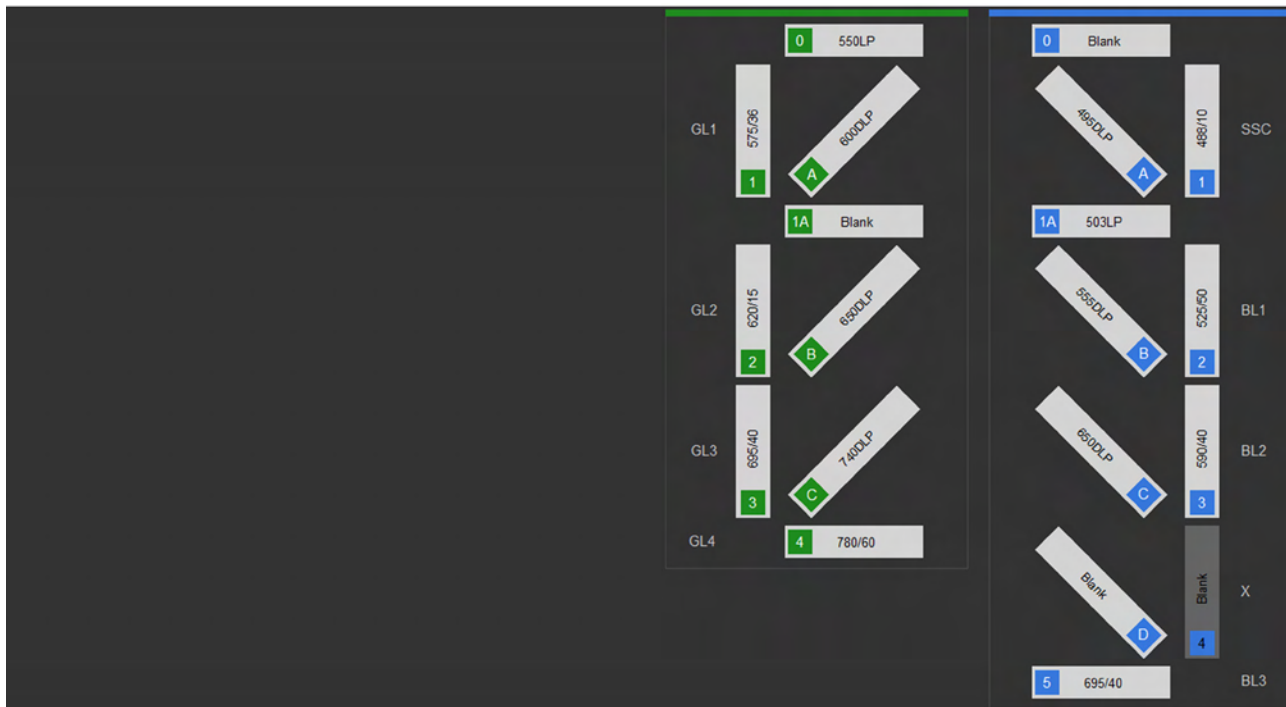 0 550LP
GL1 575/36 1 600DLP A
1A Blank
GL2 620/15 2 650DLP B
GL3 695/40 3 740DLP C
GL4 4 780/60
0 Blank
495DLP A 488/10 1 SSC
1A 503LP
555DLP B 525/50 2 BL1
650DLP C 590/40 3 BL2
Blank D Blank 4 X
5 695/40 BL3